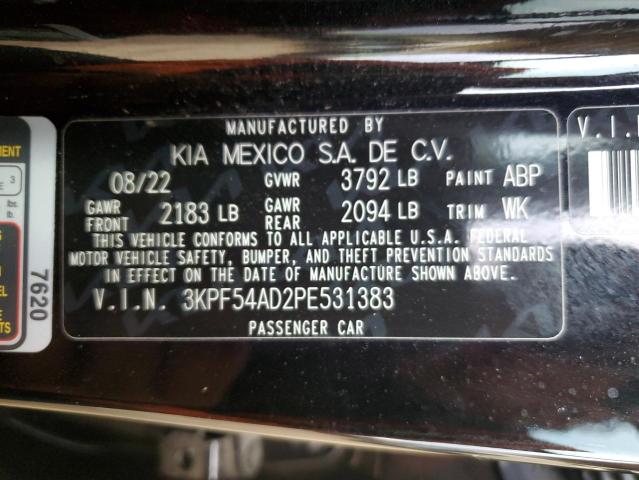 MANUFACTURED BY
KIA MEXICO S.A. DE C.V.
08/22 GVWR 3792 LB PAINT ABP
GAWR FRONT 2183 LB GAWR REAR 2094 LB TRIM WK
THIS VEHICLE CONFORMS TO ALL APPLICABLE U.S.A. FEDERAL
MOTOR VEHICLE SAFETY, BUMPER, AND THEFT PREVENTION STANDARDS
IN EFFECT ON THE DATE OF MANUFACTURE SHOWN ABOVE.
V.I.N. 3KPF54AD2PE531383
PASSENGER CAR
7620
V.I.
3